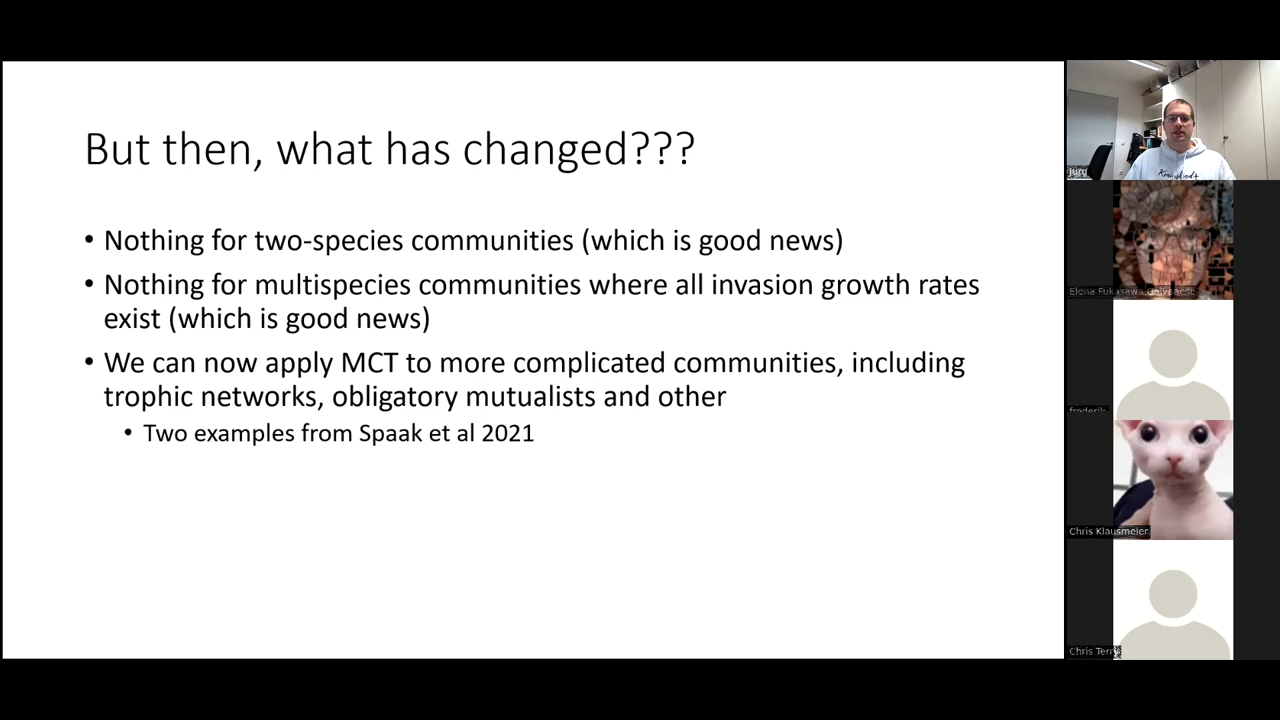 But then, what has changed???
• Nothing for two-species communities (which is good news)
• Nothing for multispecies communities where all invasion growth rates
exist (which is good news)
• We can now apply MCT to more complicated communities, including
trophic networks, obligatory mutualists and other
• Two examples from Spaak et al 2021
Jurg
Elena Fukasawa Galvanese
frederik
Chris Klausmeier
Chris Terry